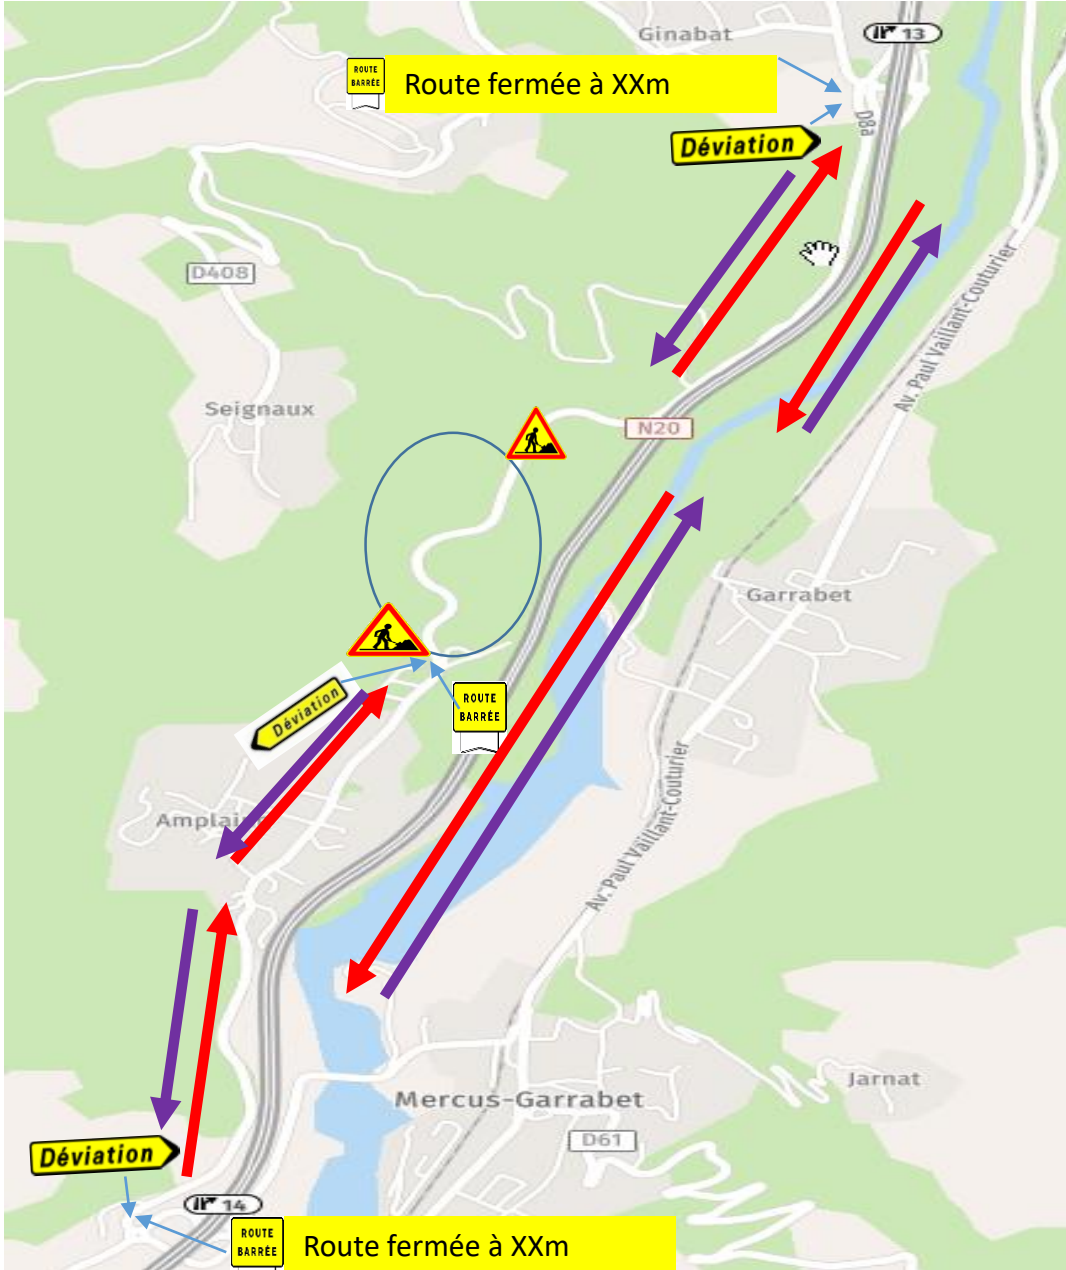 Ginabat
13
ROUTE
BARRÉE
Route fermée à XXm
D8a
Déviation
D408
Av. Paul Vaillant-Couturier
Seignaux
N20
Garrabet
Déviation
ROUTE
BARRÉE
Av. Paul Vaillant-Couturier
Jarnat
Mercus-Garrabet
D61
Déviation
14
ROUTE
BARRÉE
Route fermée à XXm